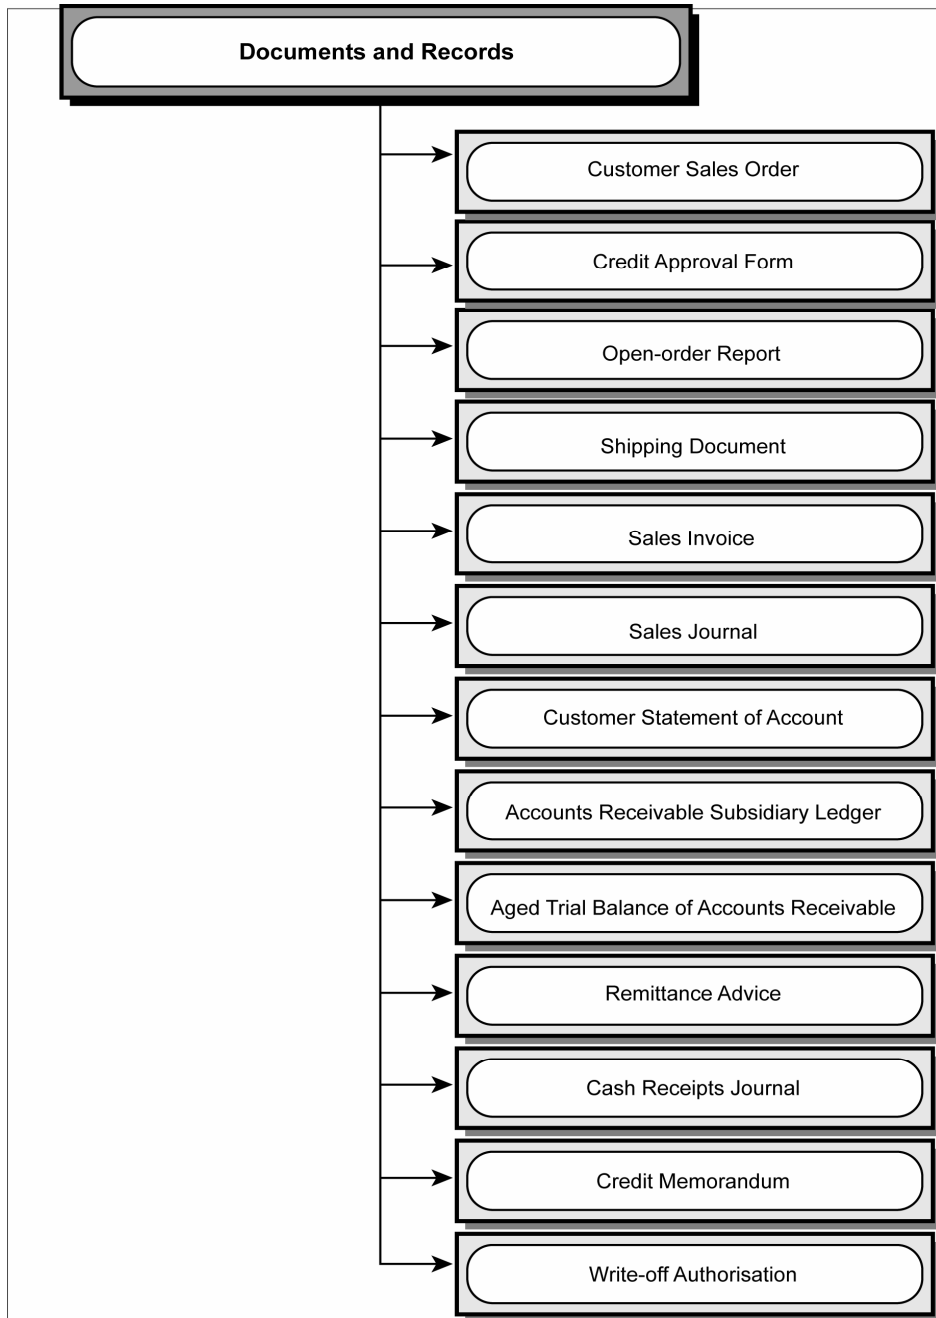 Documents and Records
Customer Sales Order
Credit Approval Form
Open-order Report
Shipping Document
Sales Invoice
Sales Journal
Customer Statement of Account
Accounts Receivable Subsidiary Ledger
Aged Trial Balance of Accounts Receivable
Remittance Advice
Cash Receipts Journal
Credit Memorandum
Write-off Authorisation